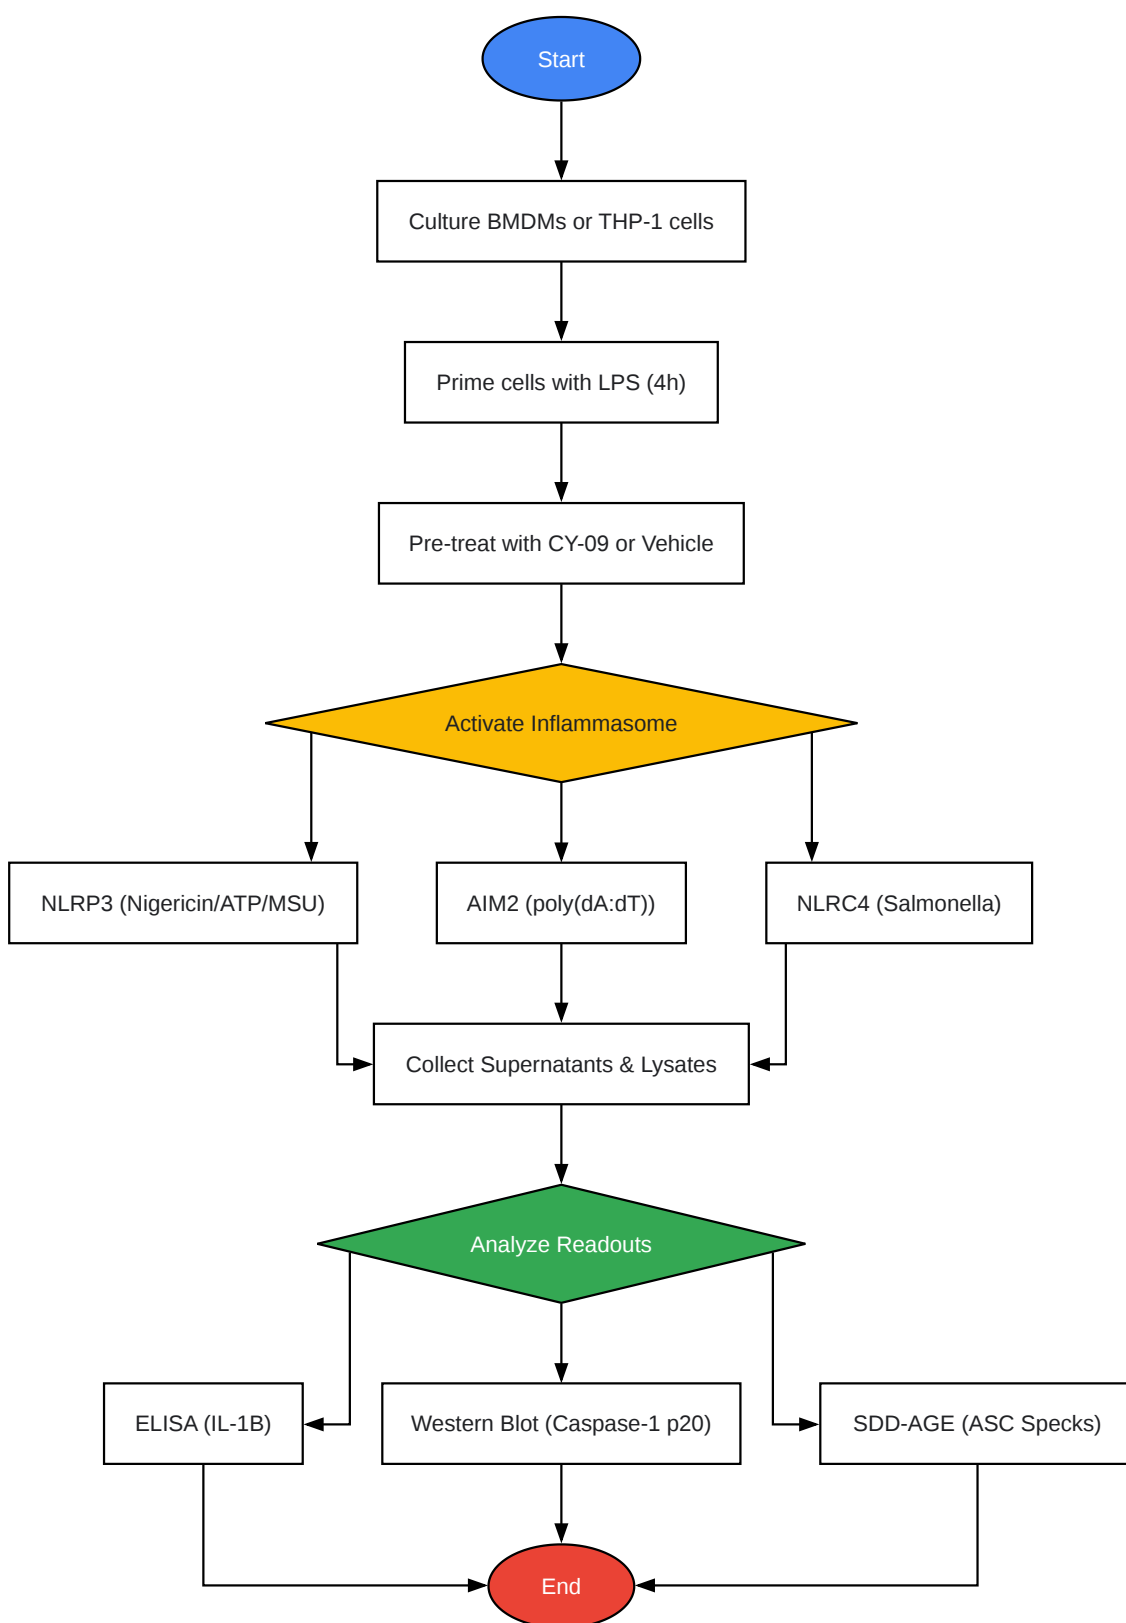 Start
Culture BMDMs or THP-1 cells
Prime cells with LPS (4h)
Pre-treat with CY-09 or Vehicle
Activate Inflammasome
NLRP3 (Nigericin/ATP/MSU)
AIM2 (poly(dA:dT))
NLRC4 (Salmonella)
Collect Supernatants & Lysates
Analyze Readouts
ELISA (IL-1B)
Western Blot (Caspase-1 p20)
SDD-AGE (ASC Specks)
End